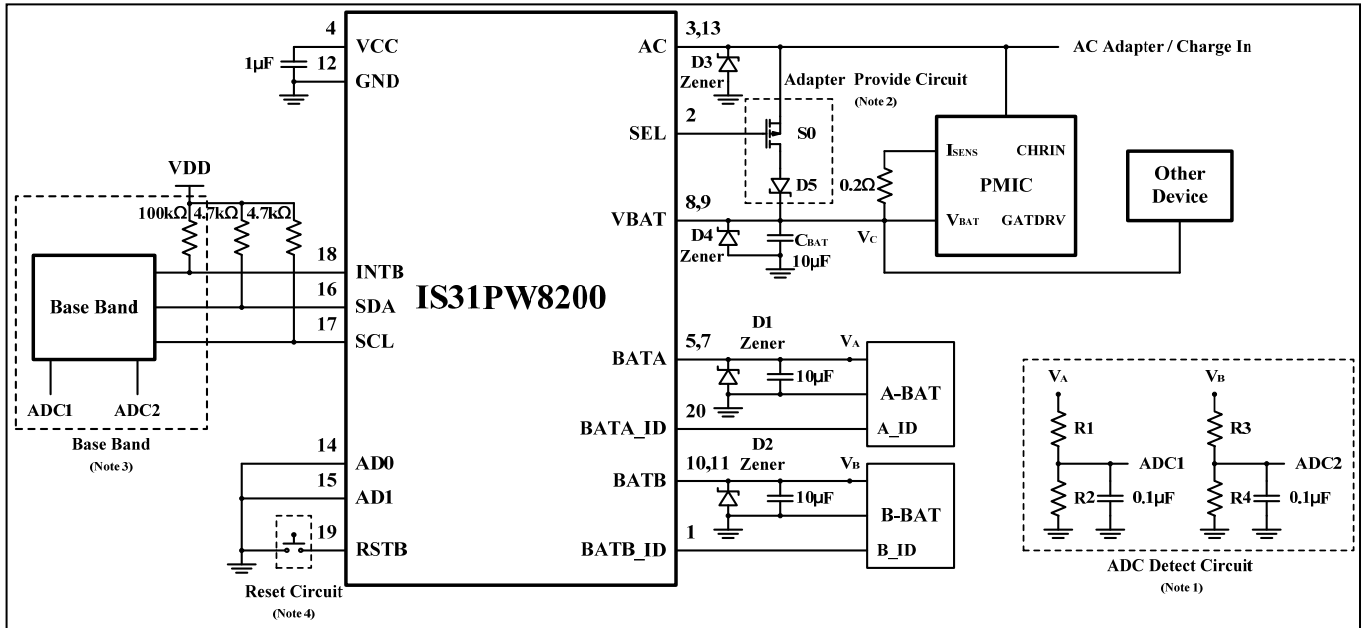 4
VCC
1µF
12
GND
3,13
AC
AC Adapter / Charge In
D3
Zener
Adapter Provide Circuit
(Note 2)
2
SEL
S0
D5
0.2Ω
ISENS
CHRIN
PMIC
VBAT
GATDRV
Other
Device
8,9
VBAT
D4
Zener
CBAT
10µF
VC
VDD
100kΩ
4.7kΩ
4.7kΩ
18
INTB
16
SDA
17
SCL
Base Band
ADC1
ADC2
Base Band
(Note 3)
IS31PW8200
5,7
BATA
D1
Zener
VA
10µF
A-BAT
20
BATA_ID
A_ID
D2
Zener
10,11
BATB
VB
10µF
B-BAT
1
BATB_ID
B_ID
14
AD0
15
AD1
19
RSTB
Reset Circuit
(Note 4)
VA
VB
R1
R3
ADC1
ADC2
R2
0.1µF
R4
0.1µF
ADC Detect Circuit
(Note 1)